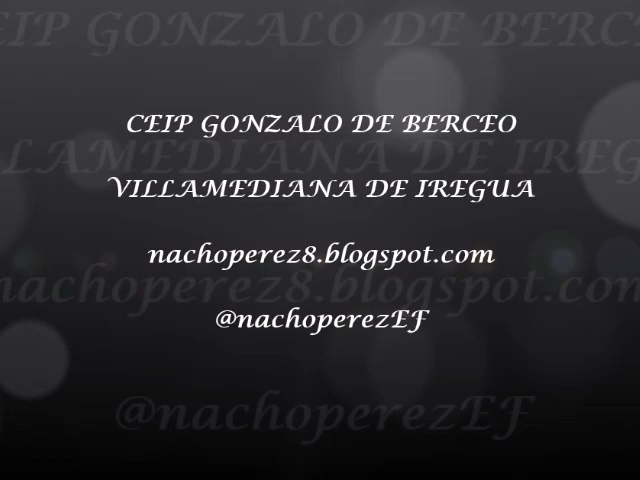 CEIP GONZALO DE BERCEO
VILLAMEDIANA DE IREGUA
nachoperez8.blogspot.com
@nachoperezEF